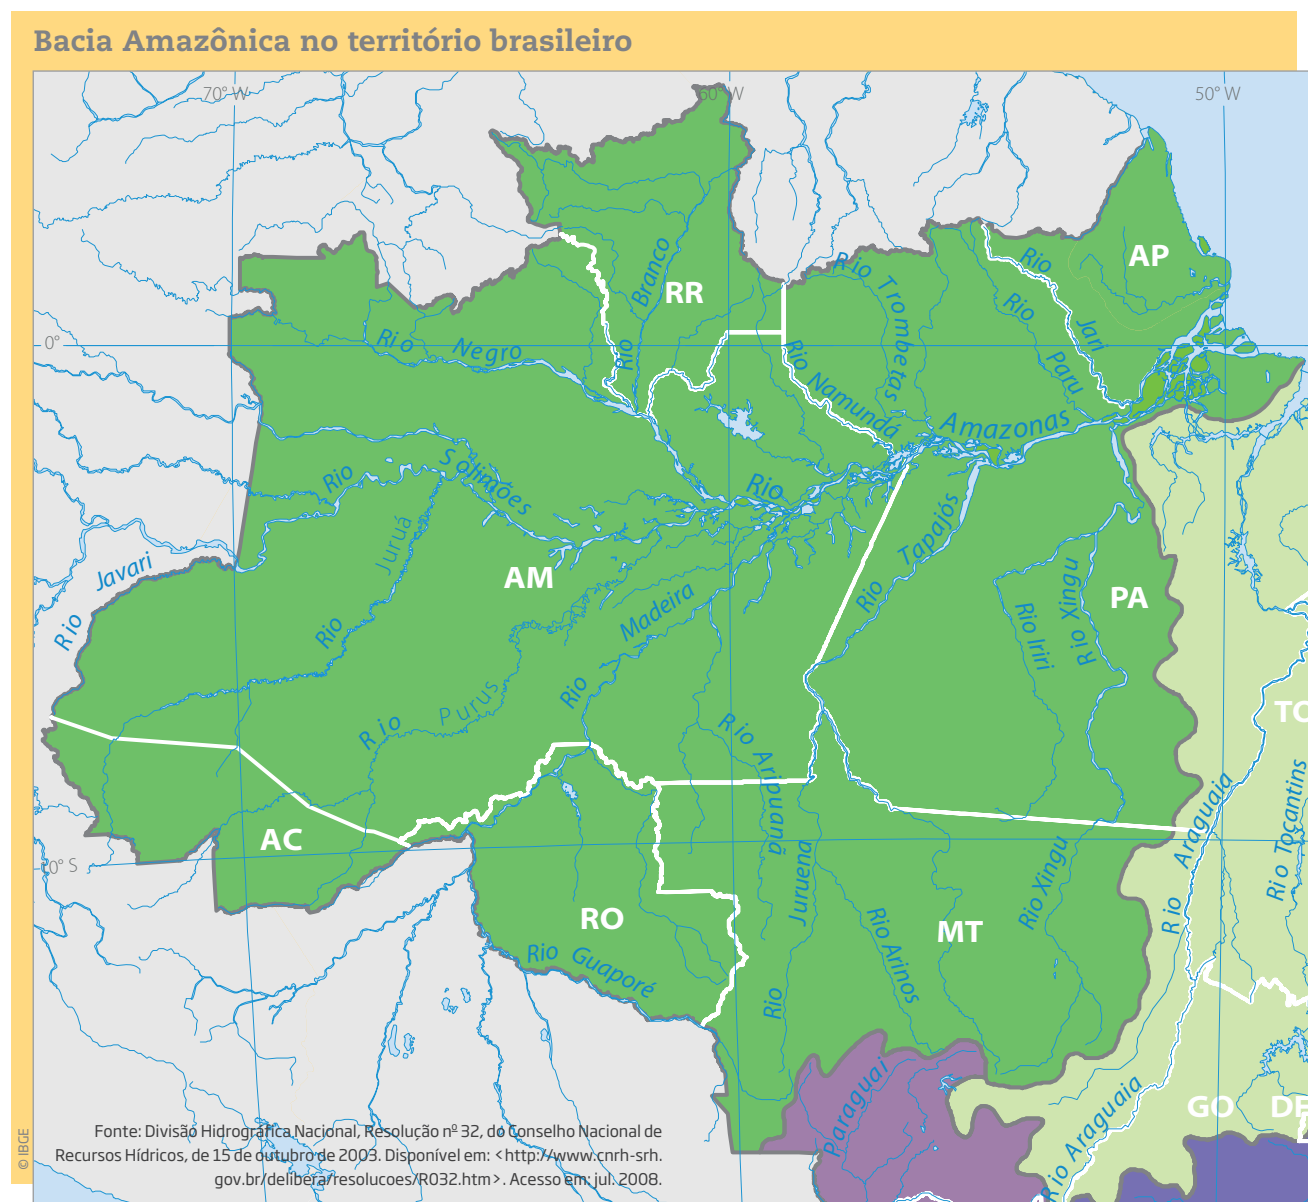 Bacia Amazônica no território brasileiro
70° W
60° W
50° W
Rio Branco
RR
Rio Trombetas
Rio Jari
AP
Rio Paru
0°
Rio Negro
Rio Namundá
Amazonas
Rio Solimões
Rio
Rio Javari
Rio Juruá
AM
Rio Madeira
Rio Tapajós
Rio Iriri
Rio Xingu
PA
Rio Purus
Rio Aripuanã
TO
AC
10° S
Rio Juruena
Rio Araguaia
Rio Tocantins
RO
Rio Guaporé
Rio Arinos
MT
Rio Xingu
Paraguai
Rio Araguaia
GO
DF
Fonte: Divisão Hidrográfica Nacional, Resolução nº 32, do Conselho Nacional de
Recursos Hídricos, de 15 de outubro de 2003. Disponível em: <http://www.cnrh-srh.
gov.br/delibera/resolucoes/R032.htm>. Acesso em: jul. 2008.
© IBGE